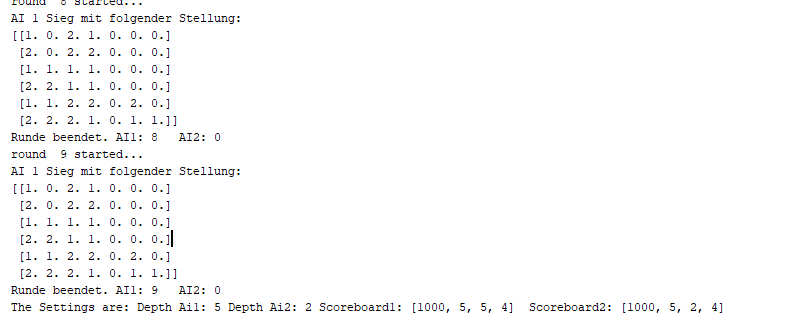 round  8 started...
AI 1 Sieg mit folgender Stellung:
[[1. 0. 2. 1. 0. 0. 0.]
 [2. 0. 2. 2. 0. 0. 0.]
 [1. 1. 1. 1. 0. 0. 0.]
 [2. 2. 1. 1. 0. 0. 0.]
 [1. 1. 2. 2. 0. 2. 0.]
 [2. 2. 2. 1. 0. 1. 1.]]
Runde beendet. AI1: 8   AI2: 0
round  9 started...
AI 1 Sieg mit folgender Stellung:
[[1. 0. 2. 1. 0. 0. 0.]
 [2. 0. 2. 2. 0. 0. 0.]
 [1. 1. 1. 1. 0. 0. 0.]
 [2. 2. 1. 1. 0. 0. 0.]
 [1. 1. 2. 2. 0. 2. 0.]
 [2. 2. 2. 1. 0. 1. 1.]]
Runde beendet. AI1: 9   AI2: 0
The Settings are: Depth Ai1: 5 Depth Ai2: 2 Scoreboard1: [1000, 5, 5, 4]  Scoreboard2: [1000, 5, 2, 4]